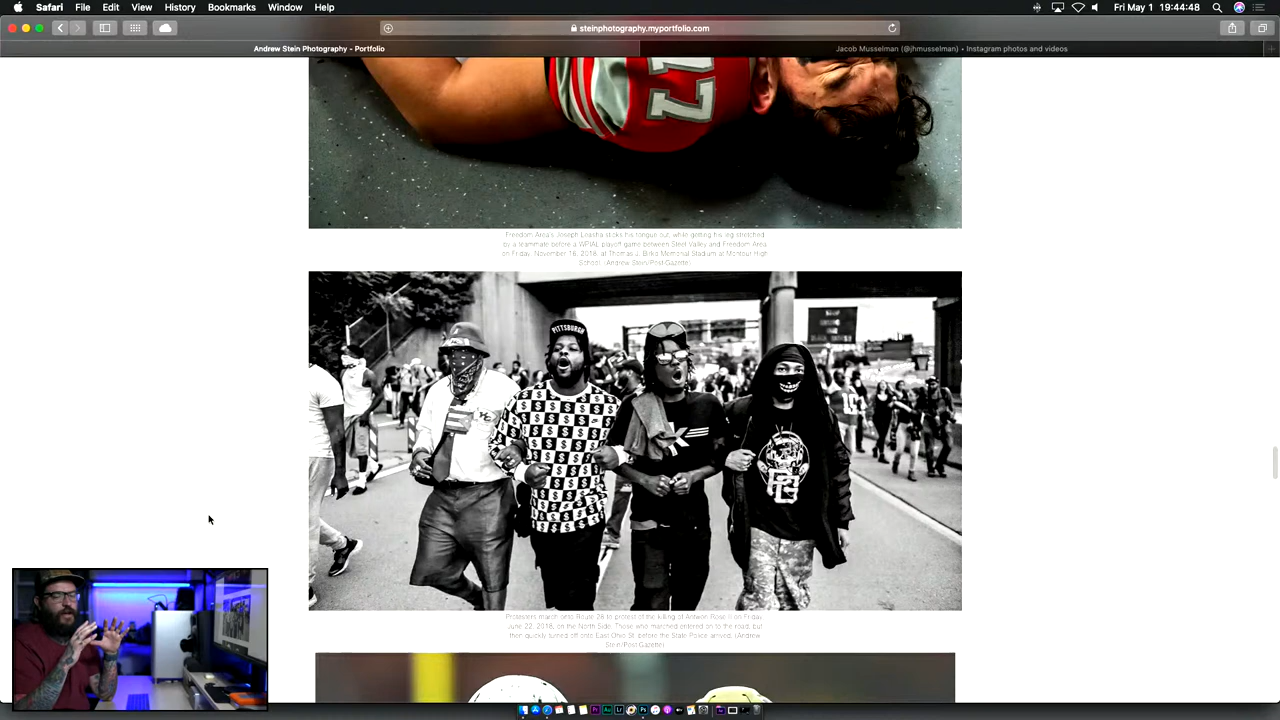 Safari File Edit View History Bookmarks Window Help Fri May 1 19:44:48
steinphotography.myportfolio.com
Andrew Stein Photography - Portfolio
Jacob Musselman (@jhmusselman) • Instagram photos and videos
17
Freedom Area's Joseph sticks his tongue out, while getting his leg stretched
by a teammate before a WPIAL playoff game between Steel Valley and Freedom Area
on Friday, November 16, 2018, at Thomas J. Birko Memorial Stadium at Montour High
School. (Andrew Stein/Post-Gazette)
PITTSBURGH
PG
Protesters march onto Route 28 to protest of the killing of Antwon Rose II on Friday,
June 22, 2018, on the North Side. Those who marched entered on to the road, but
then quickly turned off onto East Ohio St. before the State Police arrived. (Andrew
Stein/Post-Gazette)